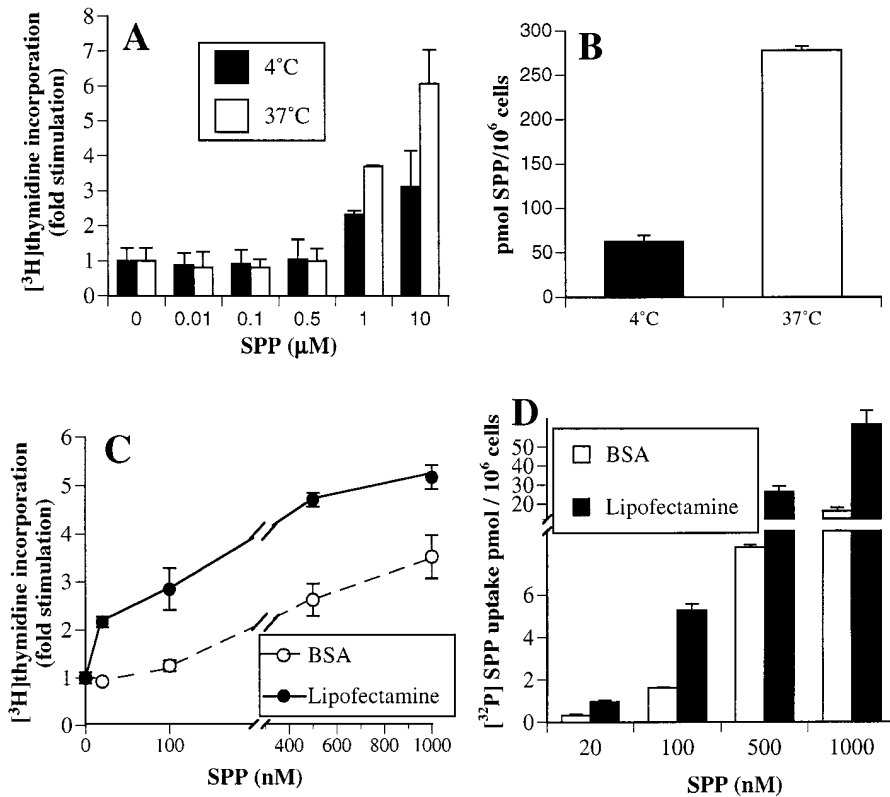 A
[³H]thymidine incorporation
(fold stimulation)
8
7
6
5
4
3
2
1
0
4°C
37°C
0 0.01 0.1 0.5 1 10
SPP (μM)
B
pmol SPP/10⁶ cells
300
250
200
150
100
50
0
4°C 37°C
C
[³H]thymidine incorporation
(fold stimulation)
6
5
4
3
2
1
0
BSA
Lipofectamine
0 100 400 600 800 1000
SPP (nM)
D
[³²P] SPP uptake pmol / 10⁶ cells
50
40
30
20
10
6
4
2
0
BSA
Lipofectamine
20 100 500 1000
SPP (nM)